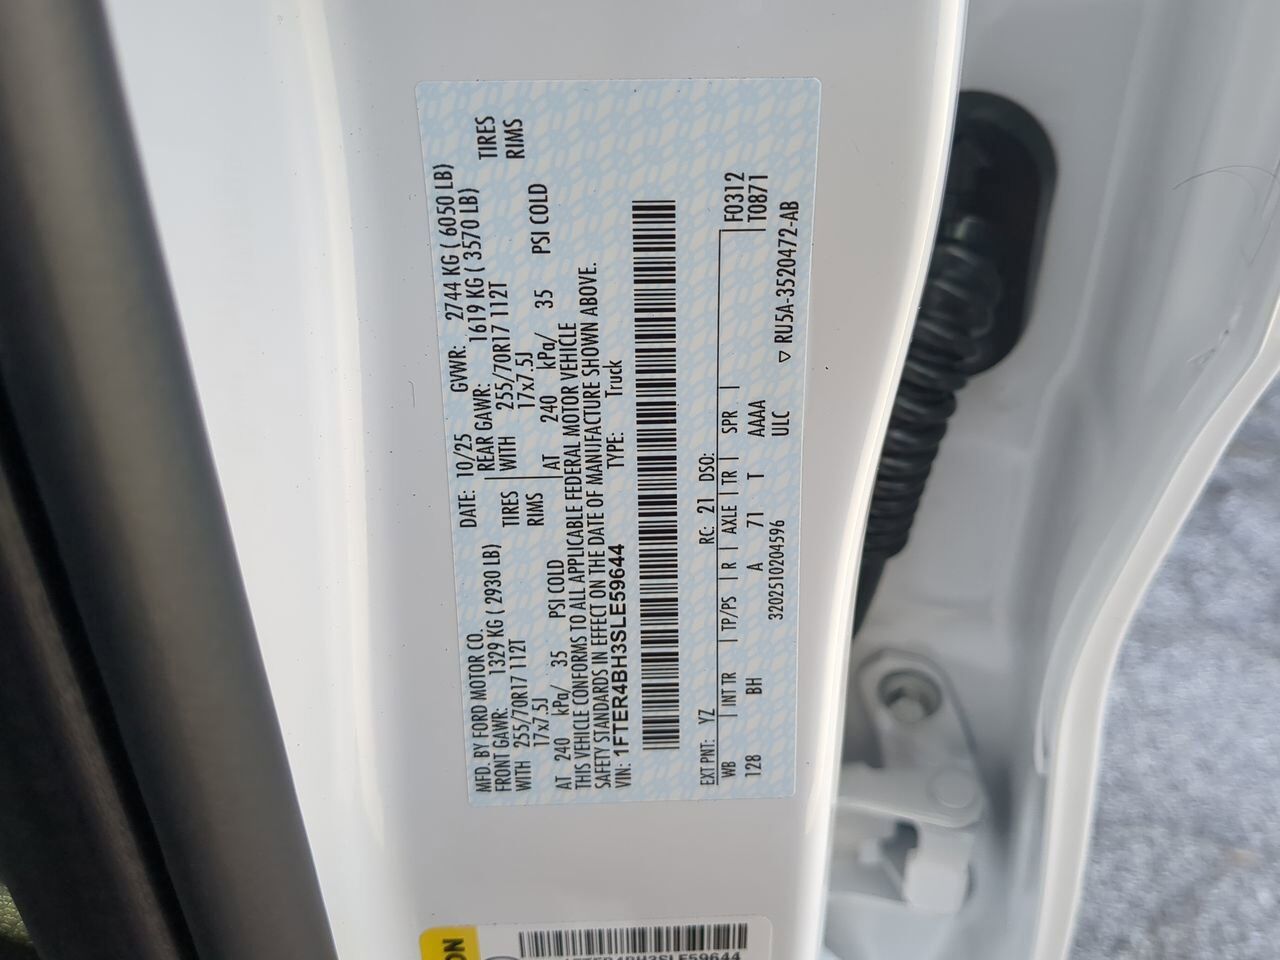 MFD. BY FORD MOTOR CO. DATE: 10/25 GVWR: 2744 KG ( 6050 LB)
FRONT GAWR: 1329 KG ( 2930 LB) REAR GAWR: 1619 KG ( 3570 LB)
WITH 255/70R17 112T TIRES WITH 255/70R17 112T TIRES
17x7.5J RIMS 17x7.5J RIMS
AT 240 kPa/ 35 PSI COLD AT 240 kPa/ 35 PSI COLD
THIS VEHICLE CONFORMS TO ALL APPLICABLE FEDERAL MOTOR VEHICLE
SAFETY STANDARDS IN EFFECT ON THE DATE OF MANUFACTURE SHOWN ABOVE.
VIN: 1FTER4BH3SLE59644 TYPE: Truck
EXT PNT: YZ RC: 21 DSO: F0312
WB INT TR TP/PS R AXLE TR SPR T0871
128 BH A 71 T AAAA
3202510204596 ULC ▽ RU5A-3520472-AB
ON
1FTER4BH3SLE59644